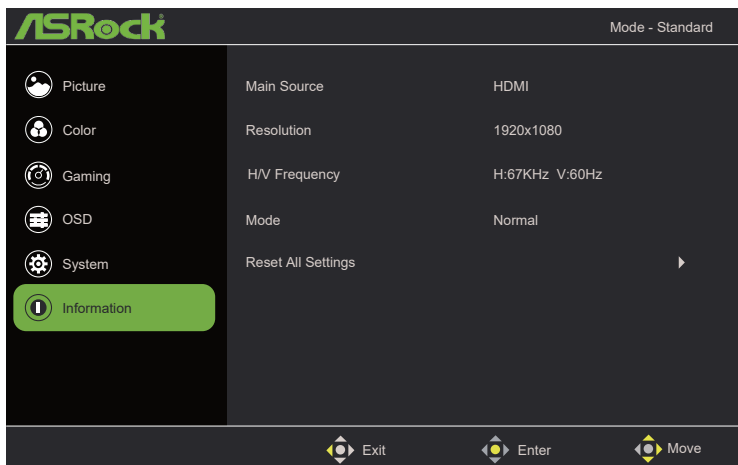 ASRock
Mode - Standard
Picture
Main Source HDMI
Color
Resolution 1920x1080
Gaming
H/V Frequency H:67KHz V:60Hz
OSD
Mode Normal
System
Reset All Settings
Information
Exit Enter Move